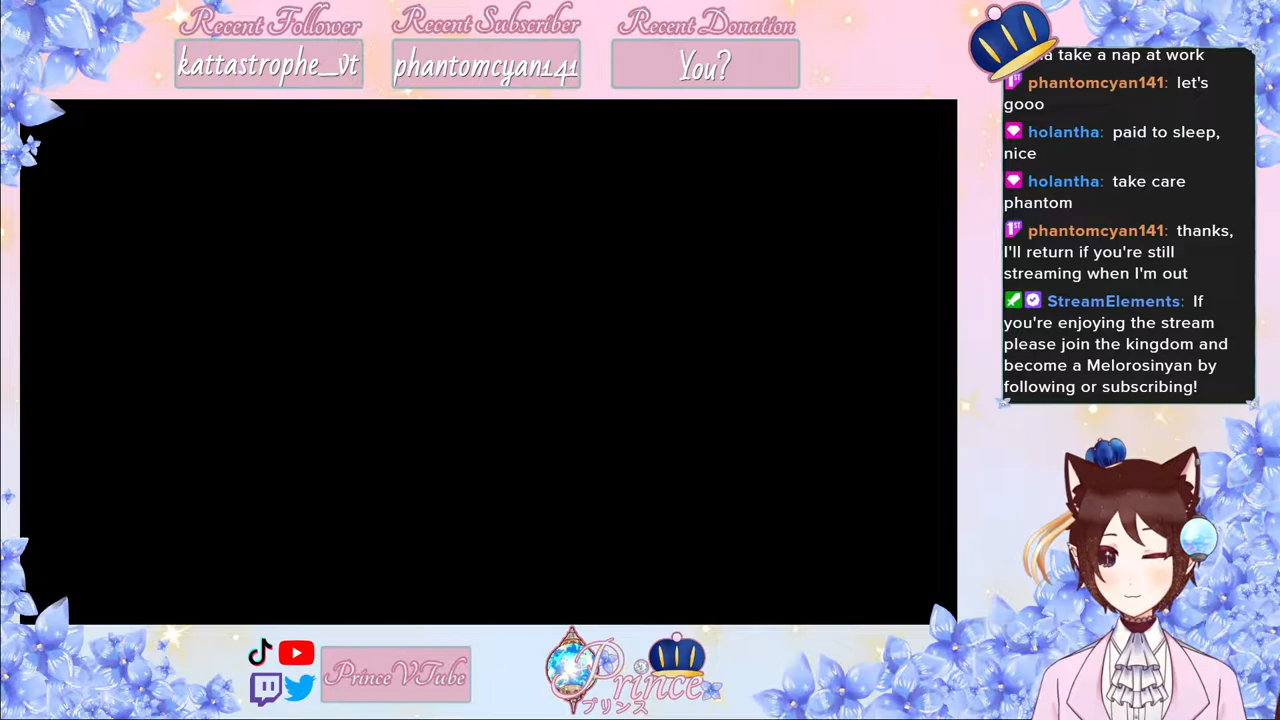 Recent Follower
kattastrophe_vt
Recent Subscriber
phantomcyan141
Recent Donation
You?
a take a nap at work
phantomcyan141: let's
gooo
holantha: paid to sleep,
nice
holantha: take care
phantom
phantomcyan141: thanks,
I'll return if you're still
streaming when I'm out
StreamElements: If
you're enjoying the stream
please join the kingdom and
become a Melorosinyan by
following or subscribing!
Prince VTube
Prince
プリンス